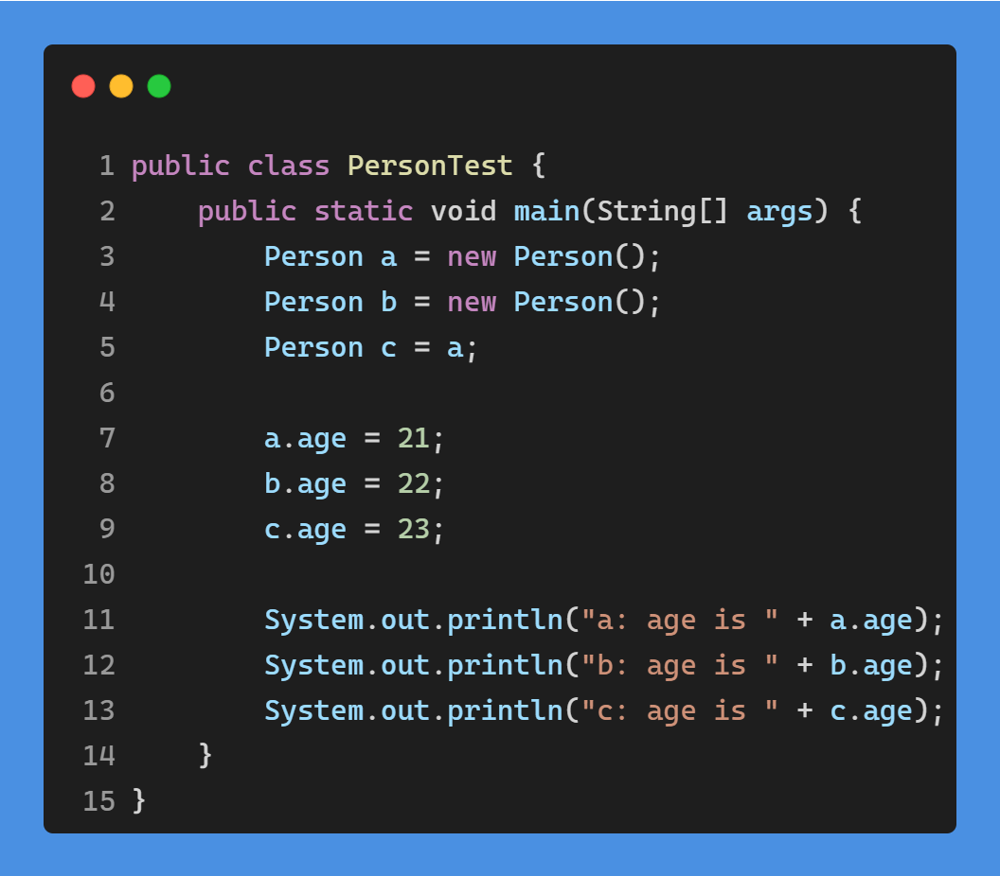 1 public class PersonTest {
2     public static void main(String[] args) {
3         Person a = new Person();
4         Person b = new Person();
5         Person c = a;
6
7         a.age = 21;
8         b.age = 22;
9         c.age = 23;
10
11         System.out.println("a: age is " + a.age);
12         System.out.println("b: age is " + b.age);
13         System.out.println("c: age is " + c.age);
14     }
15 }